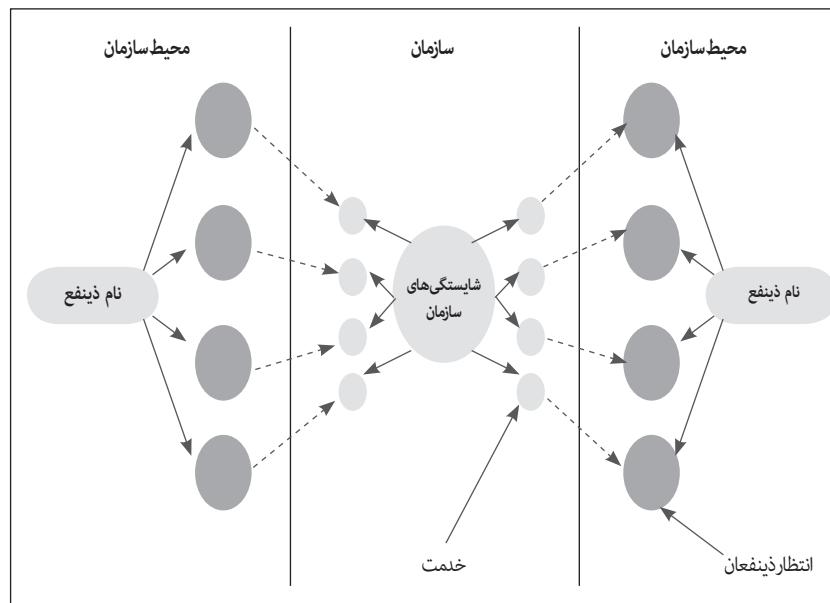 محیط سازمان
سازمان
محیط سازمان
نام ذینفع
شایستگی‌های
سازمان
نام ذینفع
انتظار ذینفعان
خدمت